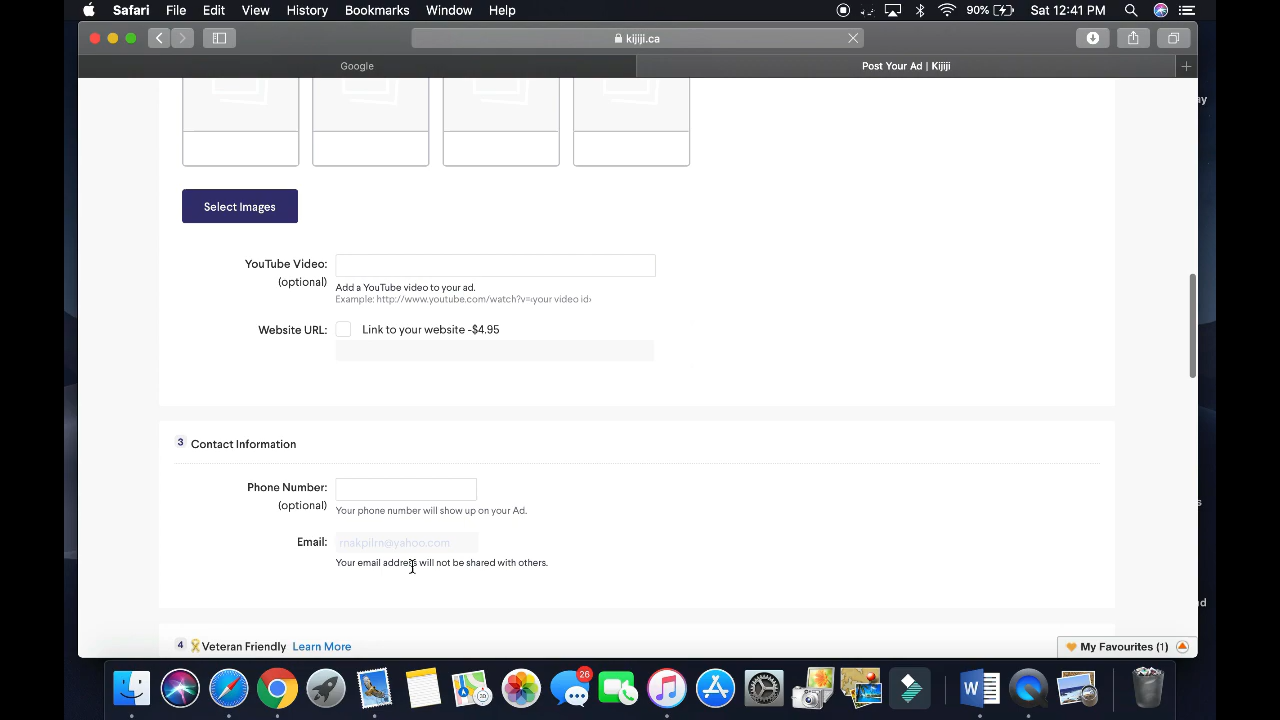 Safari File Edit View History Bookmarks Window Help 90% Sat 12:41 PM
kijiji.ca
Google Post Your Ad | Kijiji
Select Images
YouTube Video:
(optional)
Add a YouTube video to your ad.
Example: http://www.youtube.com/watch?v=‹your video id›
Website URL: Link to your website -$4.95
3 Contact Information
Phone Number:
(optional)
Your phone number will show up on your Ad.
Email: rnakpilrn@yahoo.com
Your email address will not be shared with others.
4 Veteran Friendly Learn More
My Favourites (1)
26